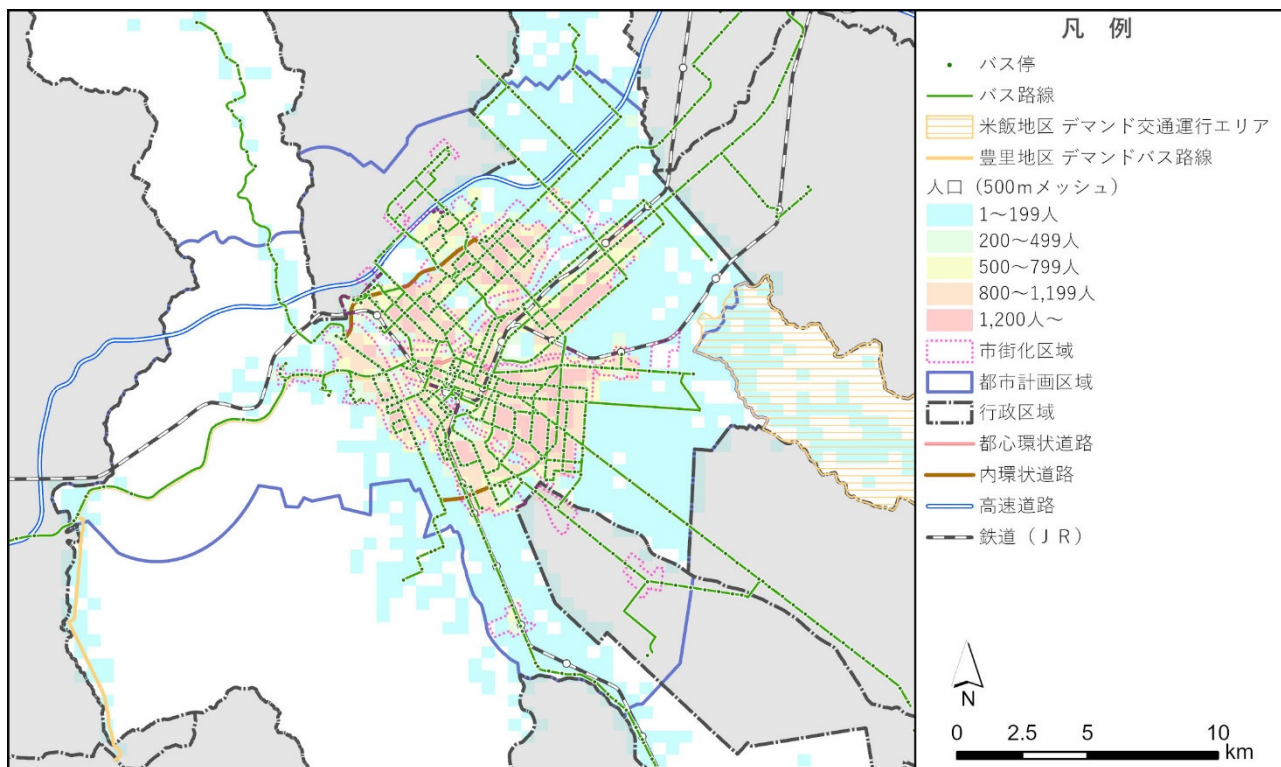 凡 例
バス停
バス路線
米飯地区 デマンド交通運行エリア
豊里地区 デマンドバス路線
人口（500mメッシュ）
1～199人
200～499人
500～799人
800～1,199人
1,200人～
市街化区域
都市計画区域
行政区域
都心環状道路
内環状道路
高速道路
鉄道（ＪＲ）
N
0 2.5 5 10
km